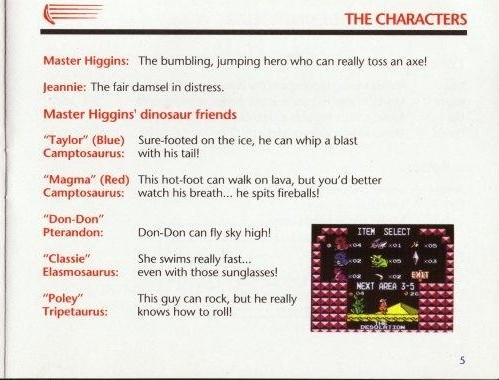 THE CHARACTERS
Master Higgins: The bumbling, jumping hero who can really toss an axe!
Jeannie: The fair damsel in distress.
Master Higgins' dinosaur friends
"Taylor" (Blue) Sure-footed on the ice, he can whip a blast
Camptosaurus: with his tail!
"Magma" (Red) This hot-foot can walk on lava, but you'd better
Camptosaurus: watch his breath... he spits fireballs!
"Don-Don"
Pterandon: Don-Don can fly sky high!
"Classie" She swims really fast...
Elasmosaurus: even with those sunglasses!
"Poley" This guy can rock, but he really
Tripetaurus: knows how to roll!
ITEM SELECT
×04 ×01 ×05
×02 ×05 ×03
×02 ×02 EXIT
NEXT AREA 3-5
DESOLATION
5